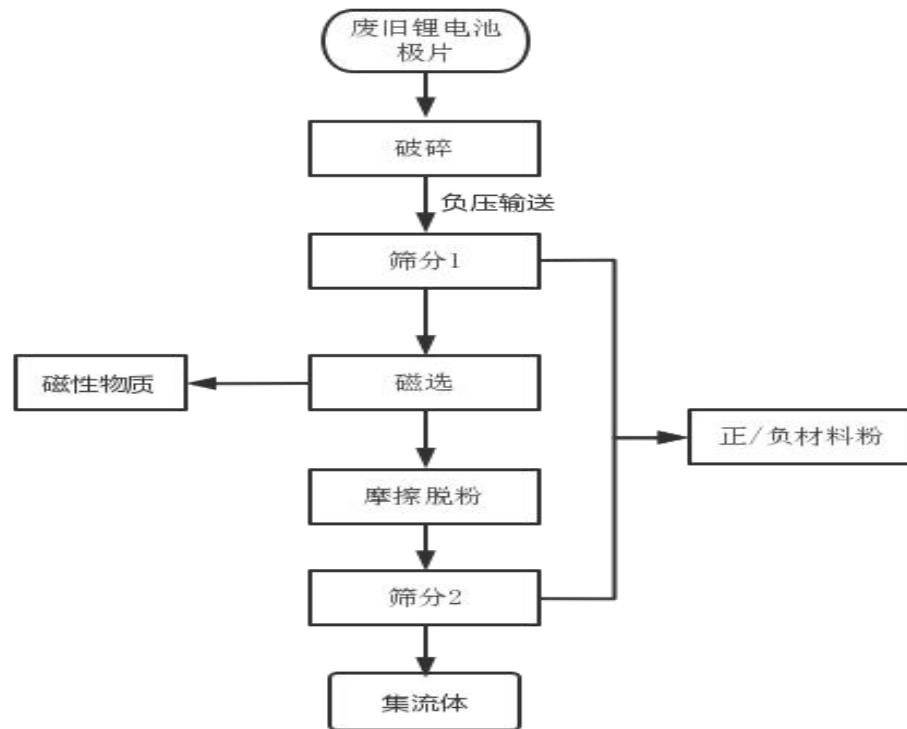 废旧锂电池
极片
破碎
负压输送
筛分1
磁性物质
磁选
正/负材料粉
摩擦脱粉
筛分2
集流体